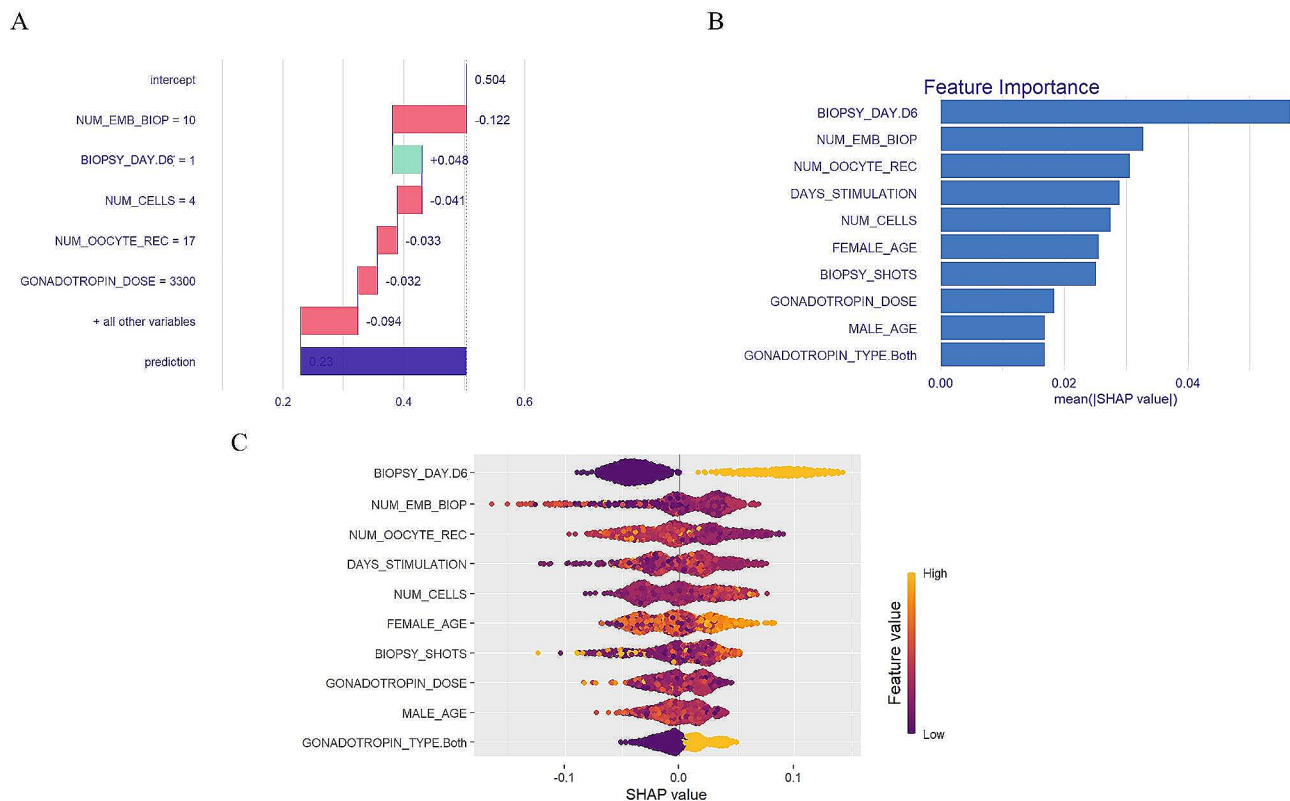 A
intercept
0.504
NUM_EMB_BIOP = 10
-0.122
BIOPSY_DAY.D6' = 1
+0.048
NUM_CELLS = 4
-0.041
NUM_OOCYTE_REC = 17
-0.033
GONADOTROPIN_DOSE = 3300
-0.032
+ all other variables
-0.094
prediction
0.23
0.2 0.4 0.6
B
Feature Importance
BIOPSY_DAY.D6
NUM_EMB_BIOP
NUM_OOCYTE_REC
DAYS_STIMULATION
NUM_CELLS
FEMALE_AGE
BIOPSY_SHOTS
GONADOTROPIN_DOSE
MALE_AGE
GONADOTROPIN_TYPE.Both
0.00 0.02 0.04
mean(|SHAP value|)
C
BIOPSY_DAY.D6
NUM_EMB_BIOP
NUM_OOCYTE_REC
DAYS_STIMULATION
NUM_CELLS
FEMALE_AGE
BIOPSY_SHOTS
GONADOTROPIN_DOSE
MALE_AGE
GONADOTROPIN_TYPE.Both
-0.1 0.0 0.1
SHAP value
High
Feature value
Low